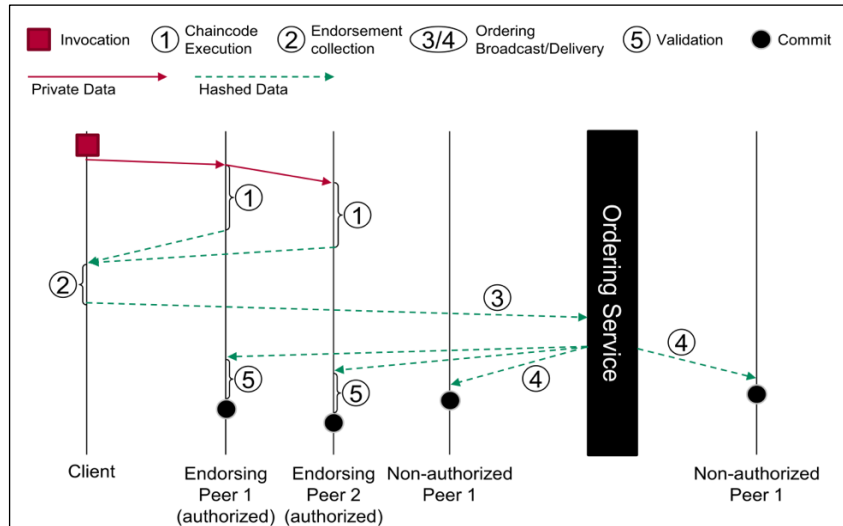 Invocation
1
Chaincode
Execution
2
Endorsement
collection
3/4
Ordering
Broadcast/Delivery
5
Validation
Commit
Private Data
Hashed Data
1
1
2
3
4
4
5
5
Ordering Service
Client
Endorsing
Peer 1
(authorized)
Endorsing
Peer 2
(authorized)
Non-authorized
Peer 1
Non-authorized
Peer 1